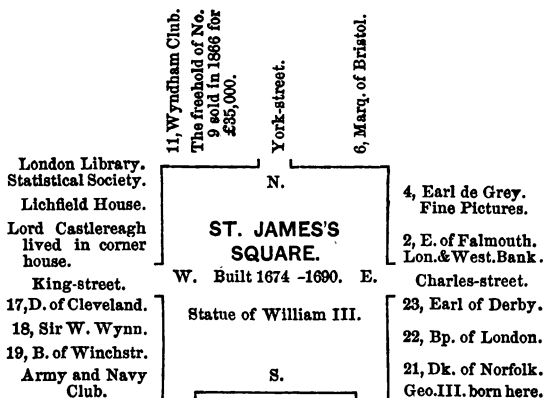 11, Wyndham Club.
The freehold of No.
9 sold in 1866 for
£35,000.
York-street.
6, Marq. of Bristol.
London Library.
Statistical Society.
Lichfield House.
Lord Castlereagh
lived in corner
house.
King-street.
17, D. of Cleveland.
18, Sir W. Wynn.
19, B. of Winchstr.
Army and Navy
Club.
N.
ST. JAMES'S
SQUARE.
W. Built 1674 -1690. E.
Statue of William III.
S.
4, Earl de Grey.
Fine Pictures.
2, E. of Falmouth.
Lon.& West. Bank.
Charles-street.
23, Earl of Derby.
22, Bp. of London.
21, Dk. of Norfolk.
Geo. III. born here.